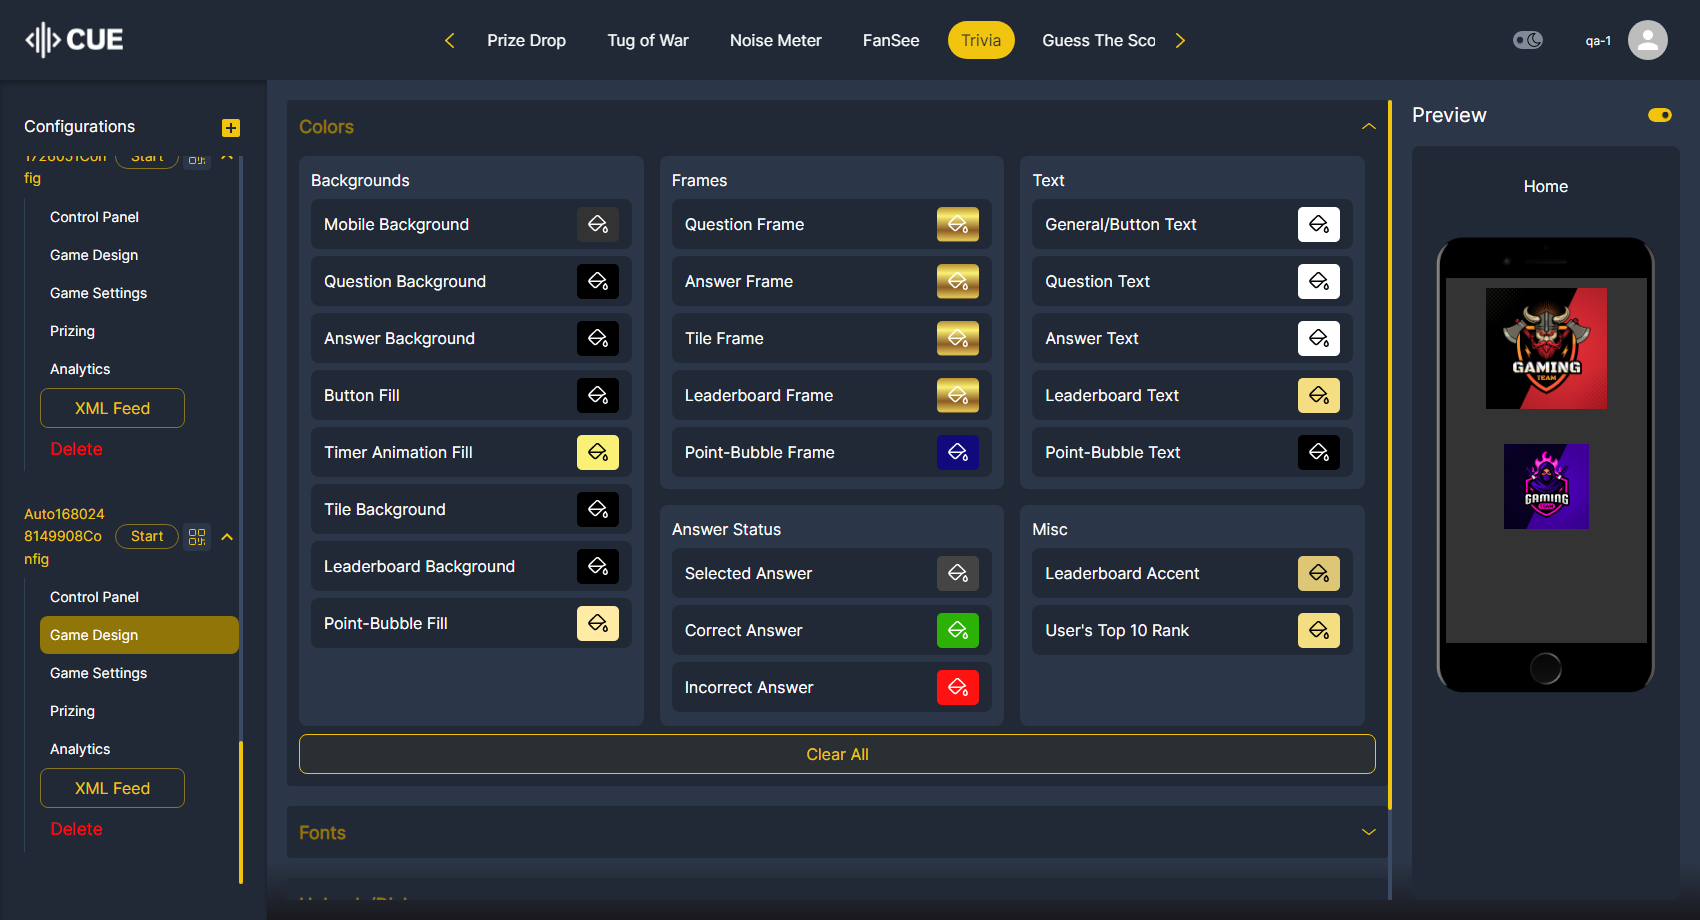 CUE
Prize Drop
Tug of War
Noise Meter
FanSee
Trivia
Guess The Sco
qa-1
Configurations
1726051Con
fig
Start
Control Panel
Game Design
Game Settings
Prizing
Analytics
XML Feed
Delete
Auto168024
8149908Co
nfig
Start
Control Panel
Game Design
Game Settings
Prizing
Analytics
XML Feed
Delete
Colors
Backgrounds
Mobile Background
Question Background
Answer Background
Button Fill
Timer Animation Fill
Tile Background
Leaderboard Background
Point-Bubble Fill
Frames
Question Frame
Answer Frame
Tile Frame
Leaderboard Frame
Point-Bubble Frame
Text
General/Button Text
Question Text
Answer Text
Leaderboard Text
Point-Bubble Text
Answer Status
Selected Answer
Correct Answer
Incorrect Answer
Misc
Leaderboard Accent
User's Top 10 Rank
Clear All
Fonts
Preview
Home
GAMING
TEAM
GAMING
TEAM